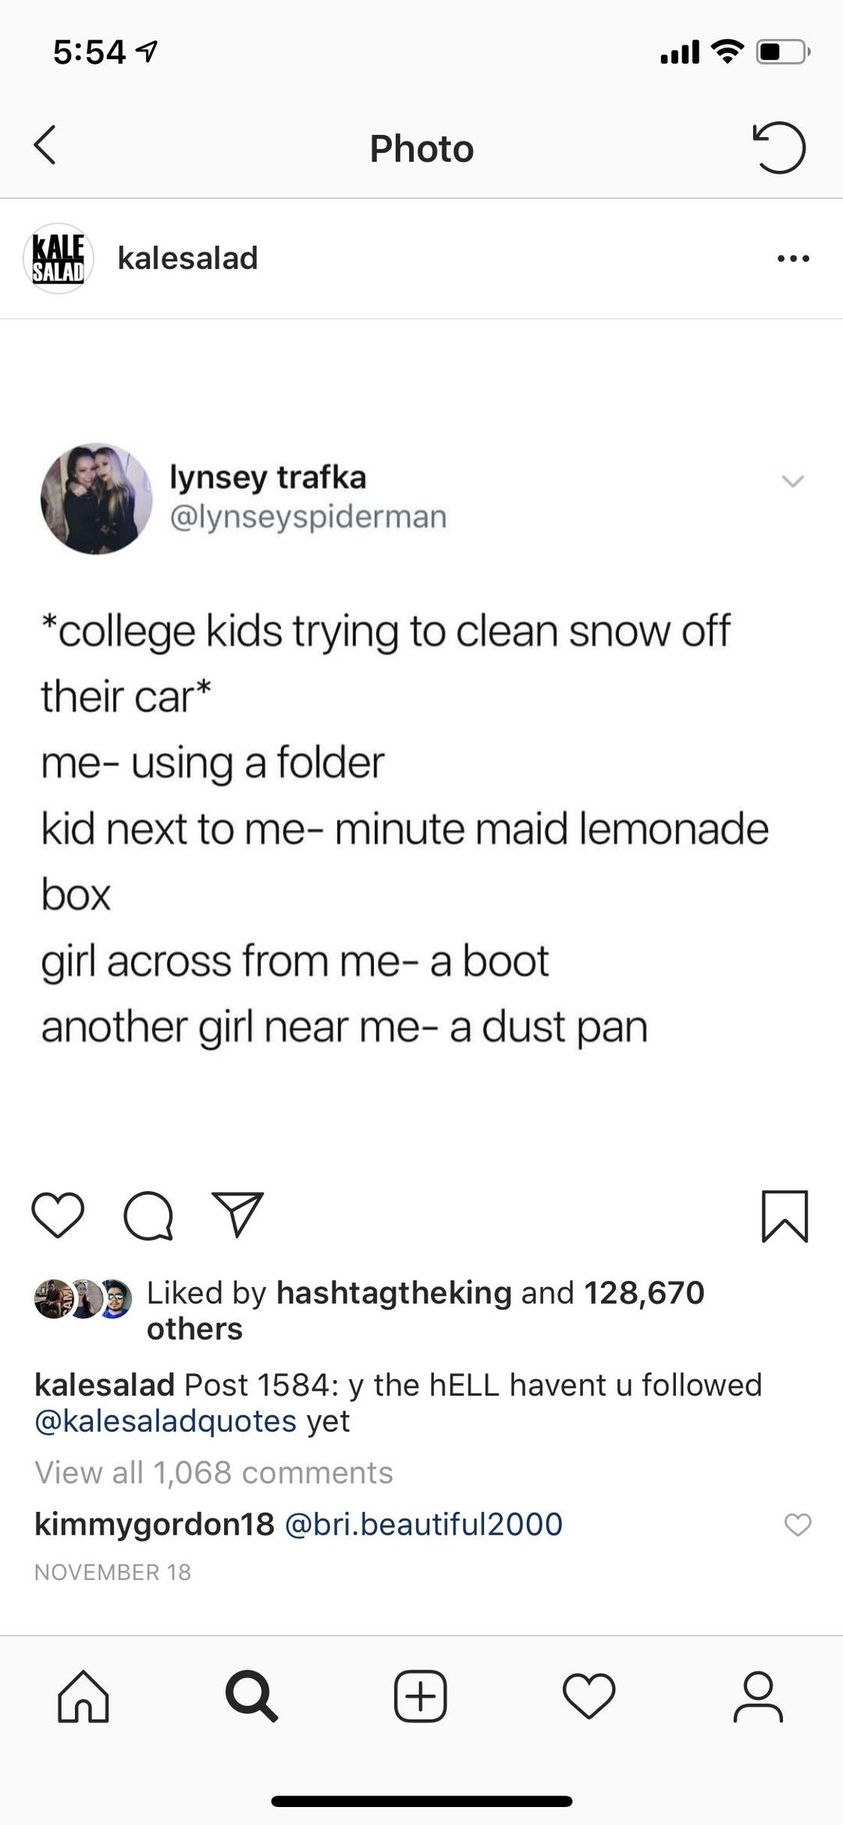 5:54
Photo
KALE
SALAD
kalesalad
lynsey trafka
@lynseyspiderman
*college kids trying to clean snow off
their car*
me- using a folder
kid next to me- minute maid lemonade
box
girl across from me- a boot
another girl near me- a dust pan
Liked by hashtagtheking and 128,670
others
kalesalad Post 1584: y the hELL havent u followed
@kalesaladquotes yet
View all 1,068 comments
kimmygordon18 @bri.beautiful2000
NOVEMBER 18